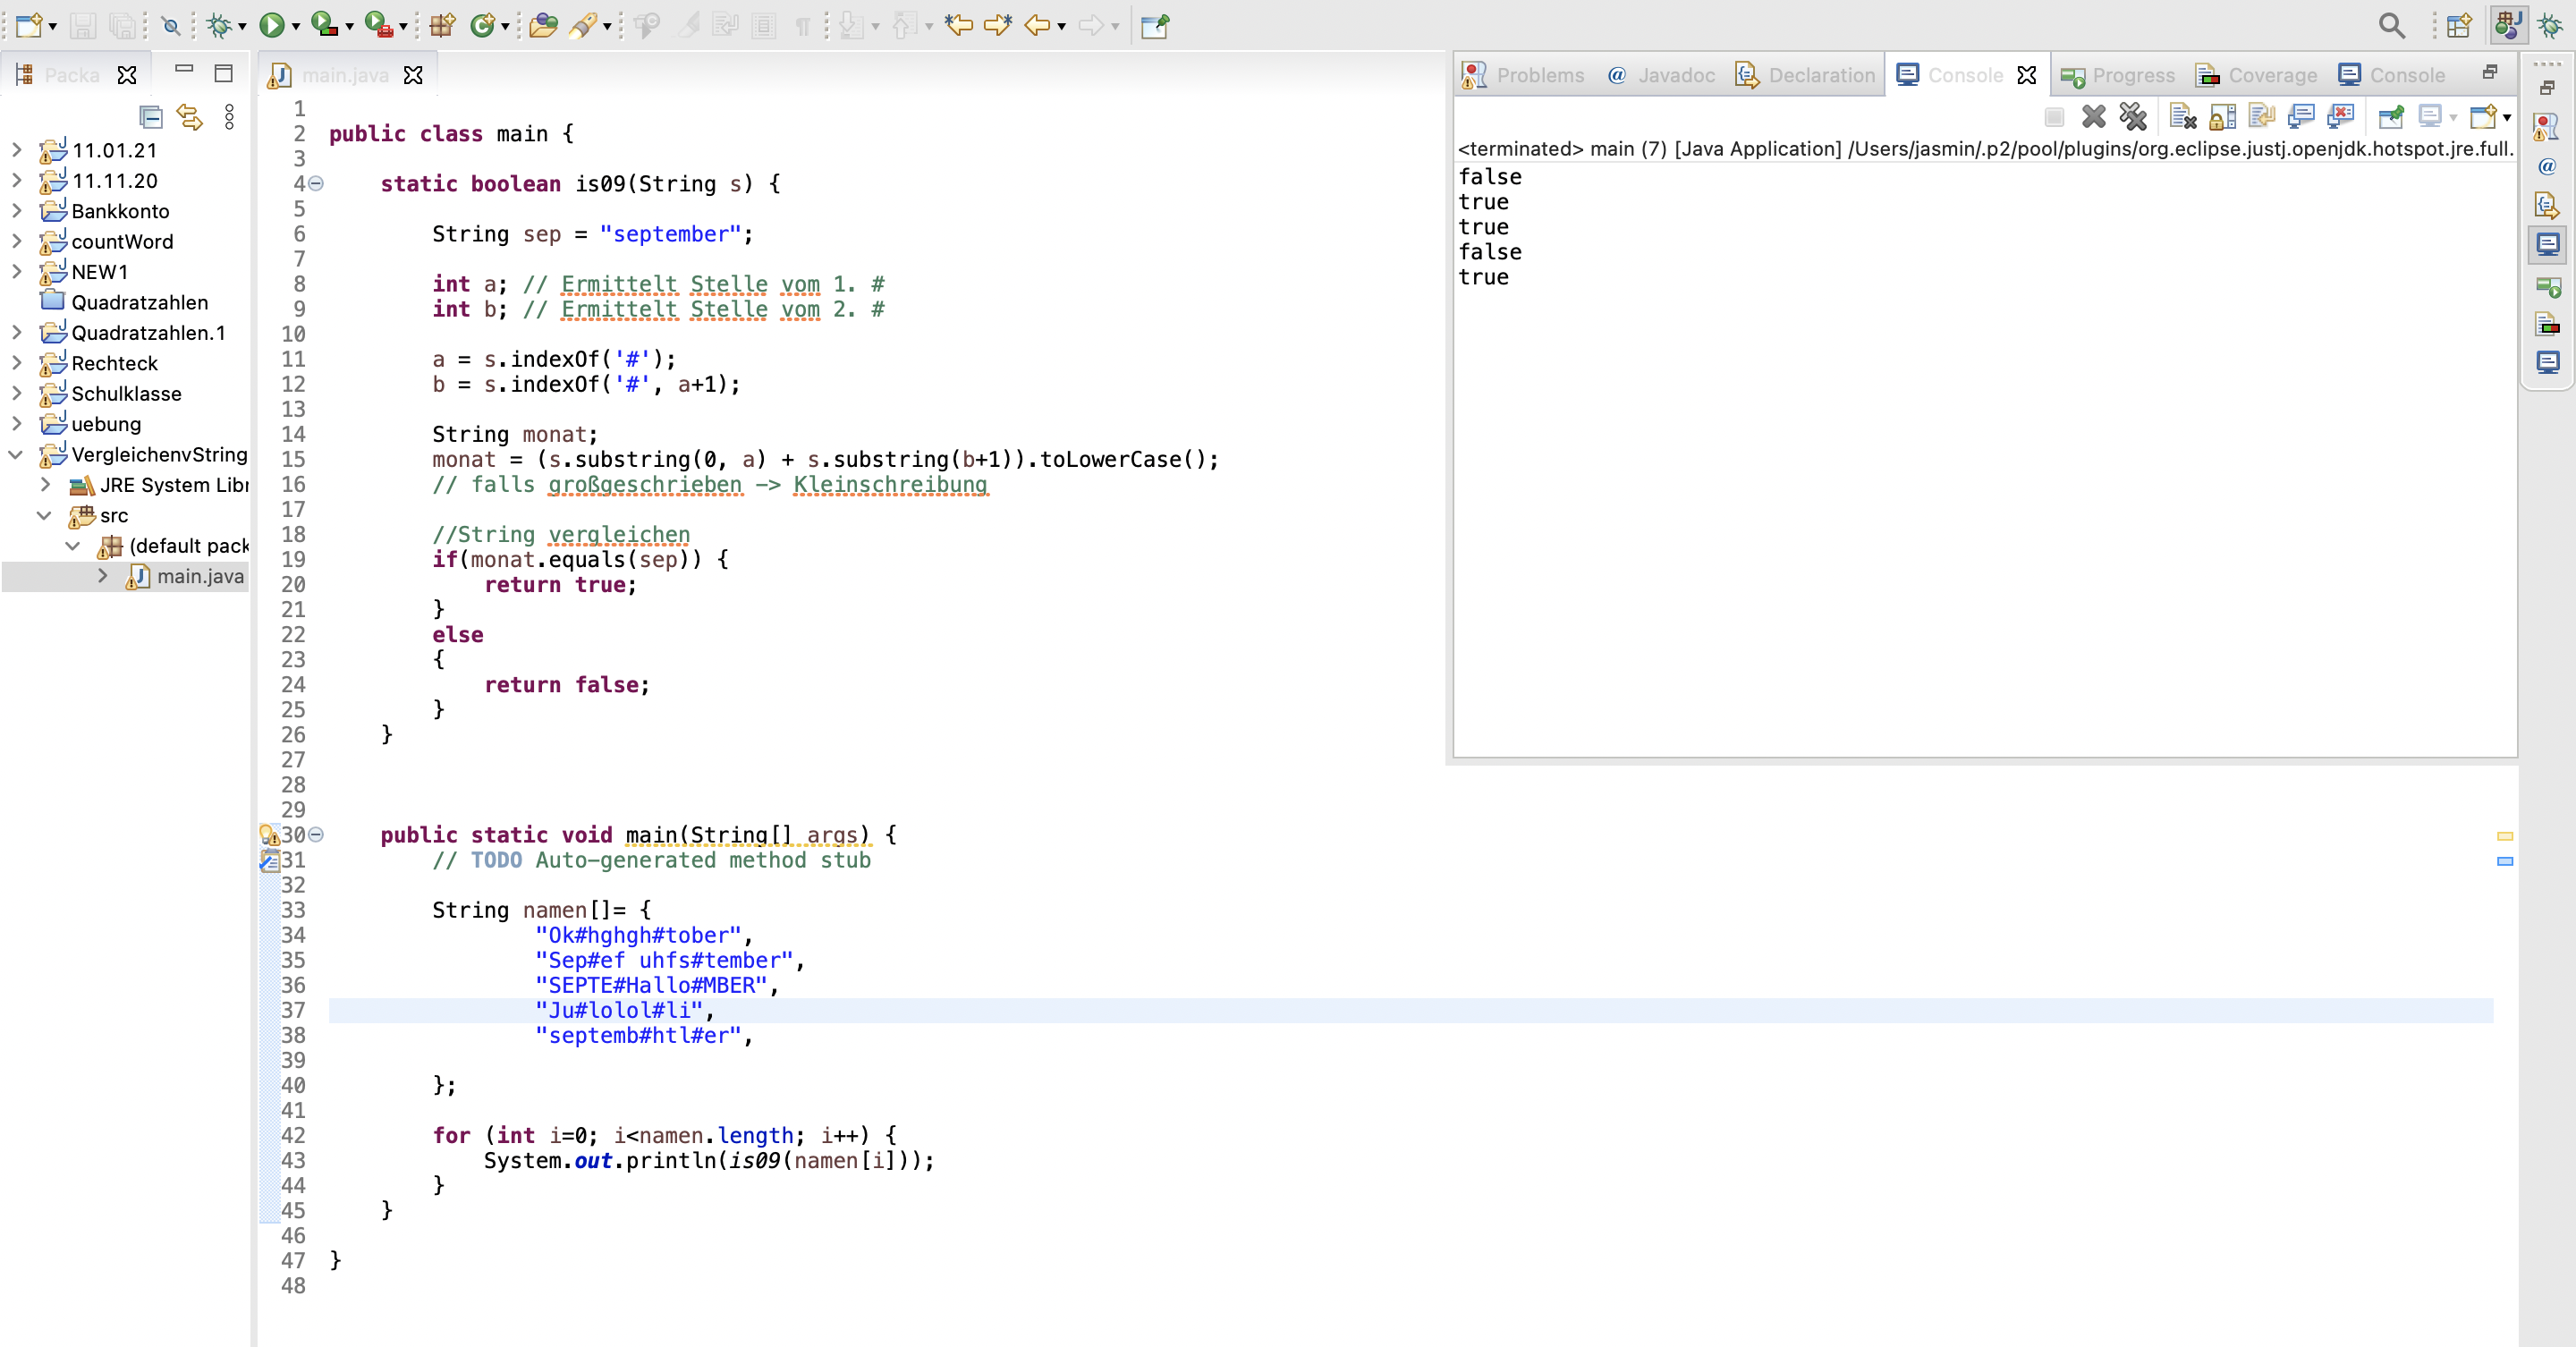 Packa
11.01.21
11.11.20
Bankkonto
countWord
NEW1
Quadratzahlen
Quadratzahlen.1
Rechteck
Schulklasse
uebung
VergleichenvString
JRE System Libr
src
(default pack
main.java
main.java
1
2 public class main {
3
4 static boolean is09(String s) {
5
6 String sep = "september";
7
8 int a; // Ermittelt Stelle vom 1. #
9 int b; // Ermittelt Stelle vom 2. #
10
11 a = s.indexOf('#');
12 b = s.indexOf('#', a+1);
13
14 String monat;
15 monat = (s.substring(0, a) + s.substring(b+1)).toLowerCase();
16 // falls großgeschrieben -> Kleinschreibung
17
18 //String vergleichen
19 if(monat.equals(sep)) {
20 return true;
21 }
22 else
23 {
24 return false;
25 }
26 }
27
28
29
30 public static void main(String[] args) {
31 // TODO Auto-generated method stub
32
33 String namen[]= {
34 "Ok#hghgh#tober",
35 "Sep#ef uhfs#tember",
36 "SEPTE#Hallo#MBER",
37 "Ju#lolol#li",
38 "septemb#htl#er",
39
40 };
41
42 for (int i=0; i<namen.length; i++) {
43 System.out.println(is09(namen[i]));
44 }
45 }
46
47 }
48
Problems @ Javadoc Declaration Console Progress Coverage Console
<terminated> main (7) [Java Application] /Users/jasmin/.p2/pool/plugins/org.eclipse.justj.openjdk.hotspot.jre.full.
false
true
true
false
true